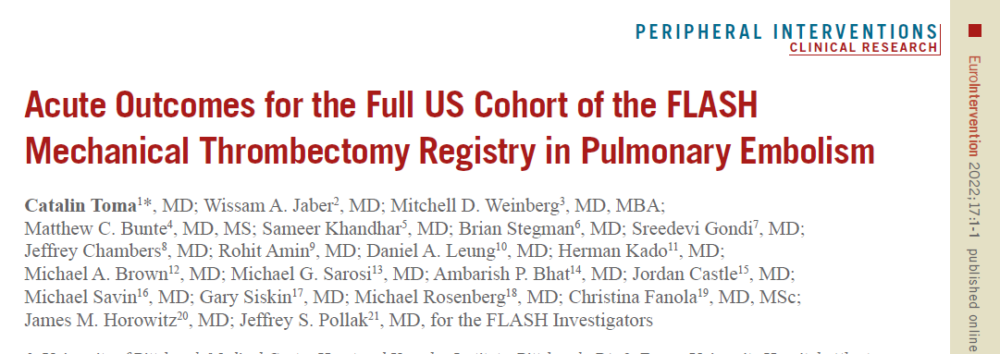 PERIPHERAL INTERVENTIONS
CLINICAL RESEARCH
Acute Outcomes for the Full US Cohort of the FLASH
Mechanical Thrombectomy Registry in Pulmonary Embolism
Catalin Toma1*, MD; Wissam A. Jaber2, MD; Mitchell D. Weinberg3, MD, MBA;
Matthew C. Bunte4, MD, MS; Sameer Khandhar5, MD; Brian Stegman6, MD; Sreedevi Gondi7, MD;
Jeffrey Chambers8, MD; Rohit Amin9, MD; Daniel A. Leung10, MD; Herman Kado11, MD;
Michael A. Brown12, MD; Michael G. Sarosi13, MD; Ambarish P. Bhat14, MD; Jordan Castle15, MD;
Michael Savin16, MD; Gary Siskin17, MD; Michael Rosenberg18, MD; Christina Fanola19, MD, MSc;
James M. Horowitz20, MD; Jeffrey S. Pollak21, MD, for the FLASH Investigators
EuroIntervention 2022;17:1-1 published online